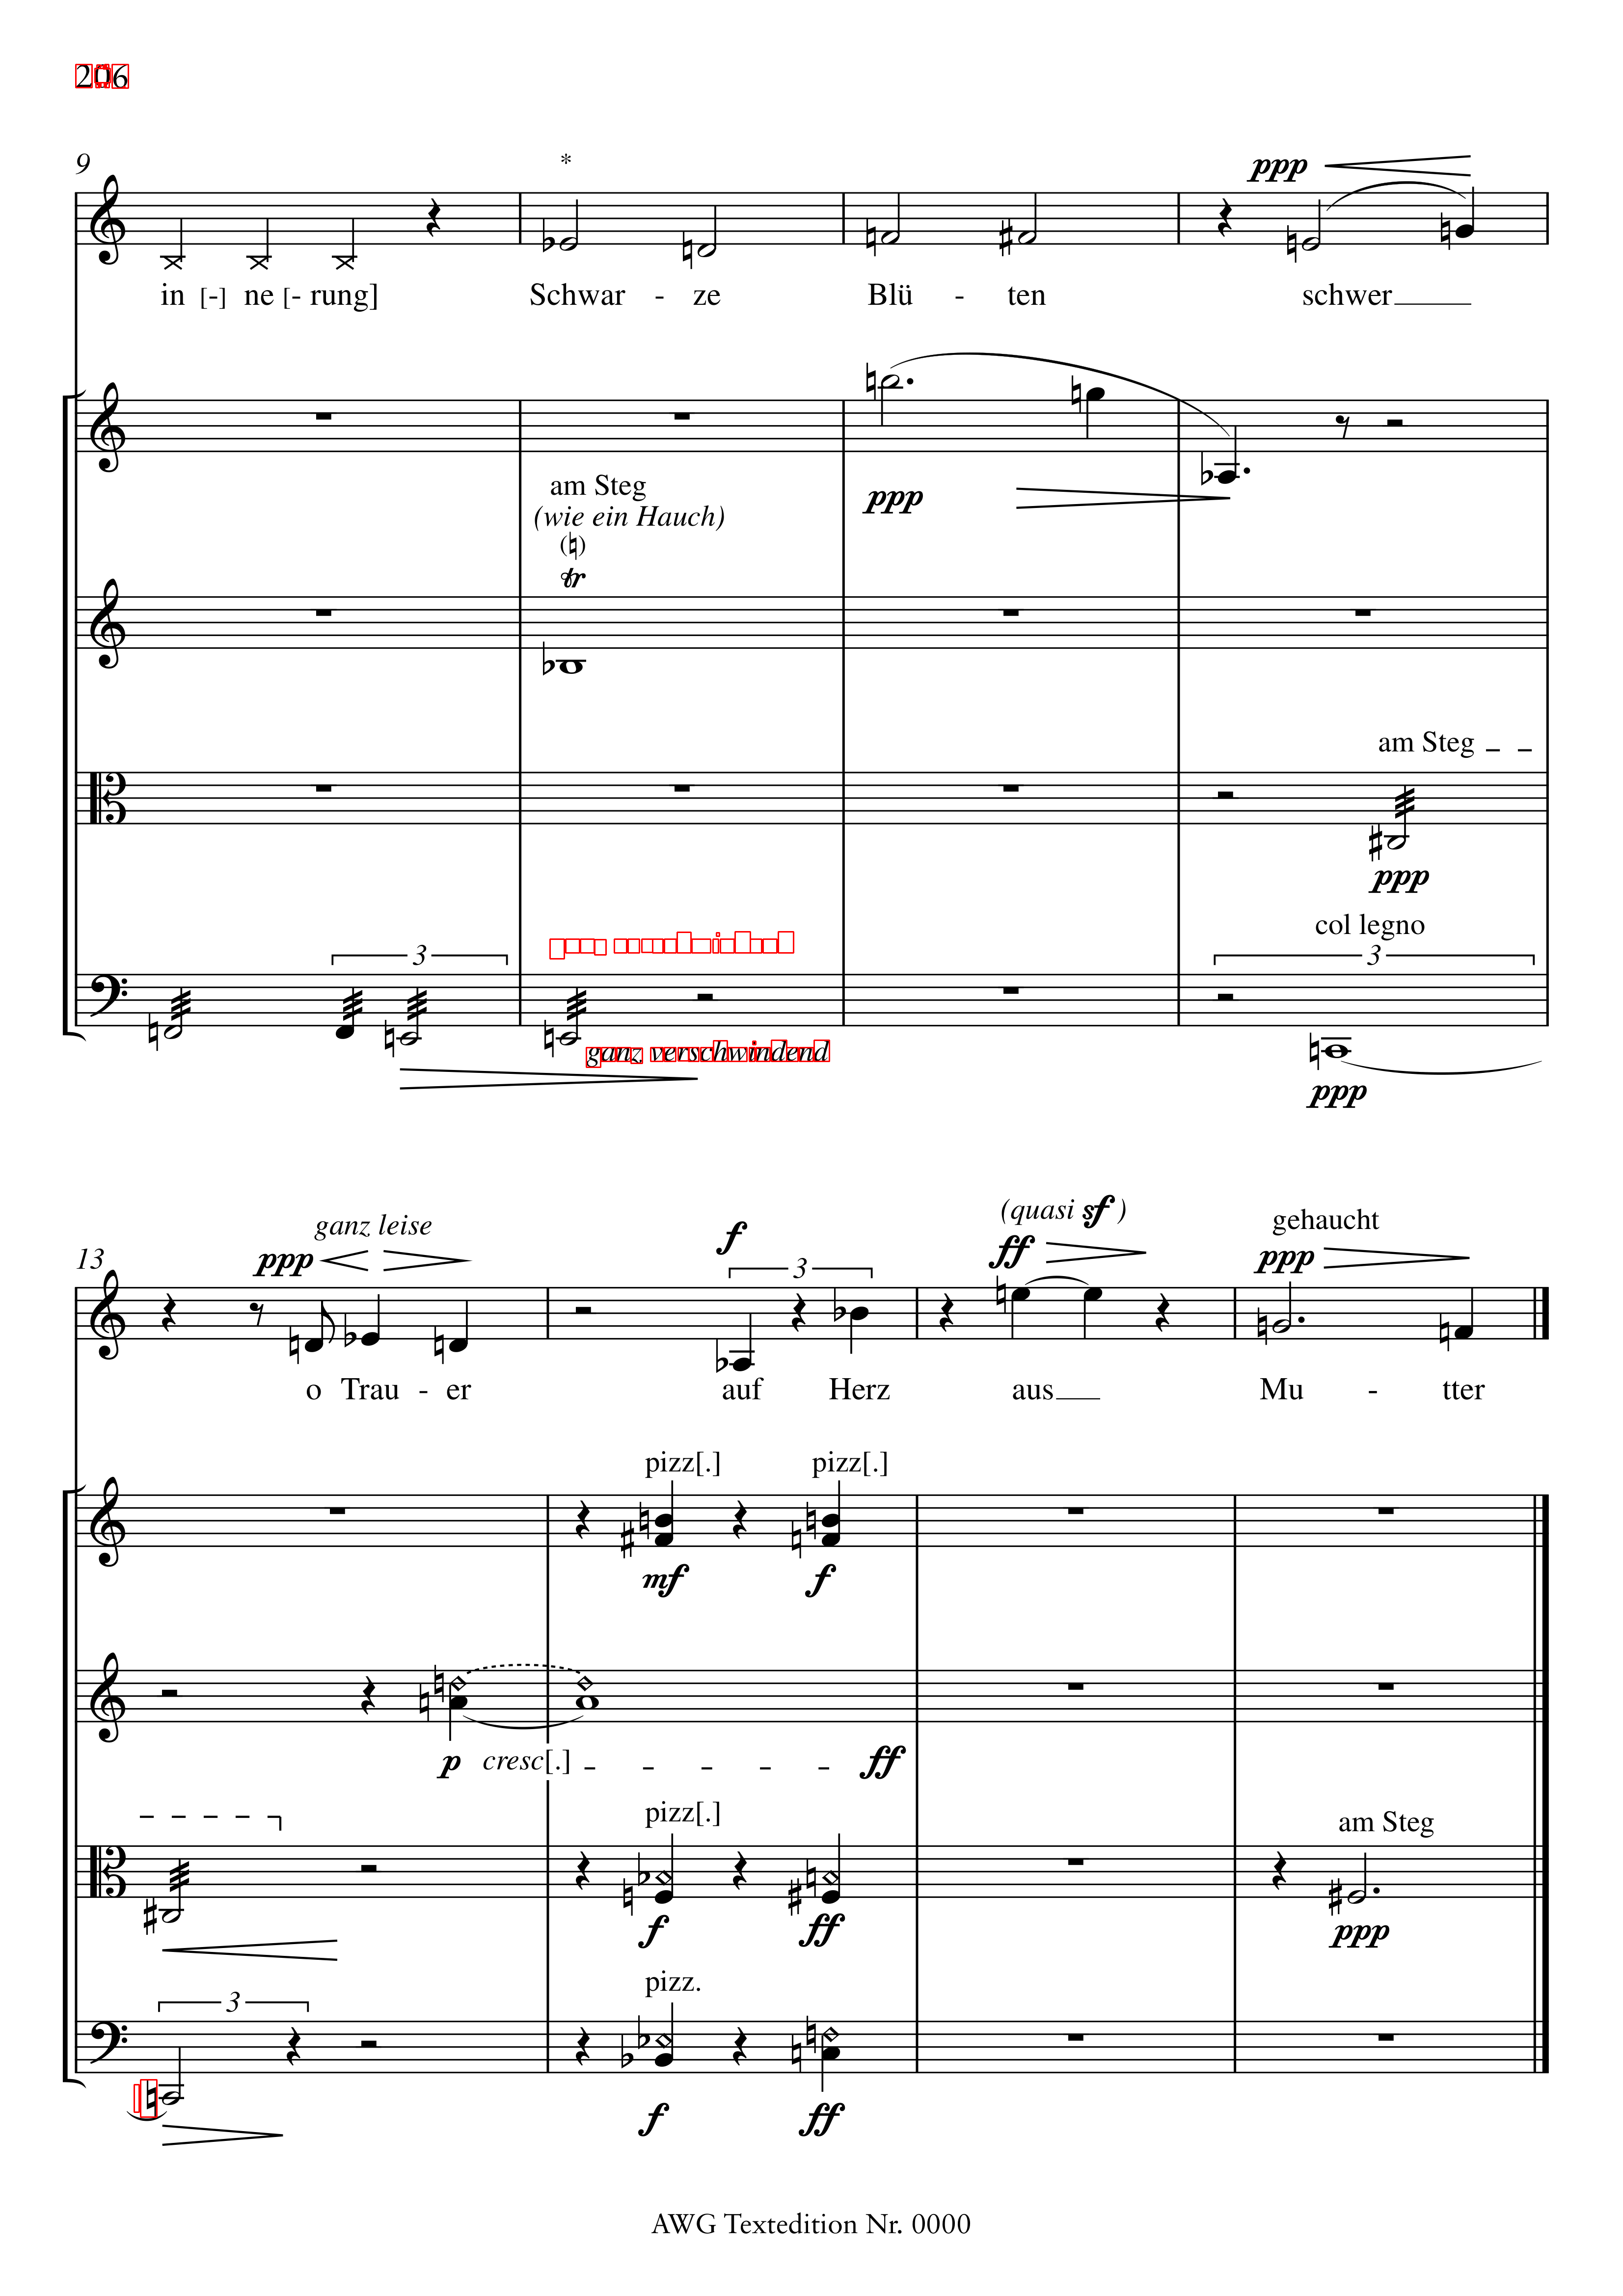 206
9
*
ppp
in [-] ne [- rung]
Schwar - ze
Blü - ten
schwer
am Steg
(wie ein Hauch)
(♮)
tr
ppp
am Steg
ppp
col legno
3
3
ganz verschwindend
ppp
13
ppp
ganz leise
f
3
(quasi sf)
ff
gehaucht
ppp
o Trau - er
auf Herz
aus
Mu - tter
pizz[.]
pizz[.]
mf
f
p cresc[.]
ff
pizz[.]
f
ff
am Steg
ppp
3
pizz.
f
ff
AWG Textedition Nr. 0000